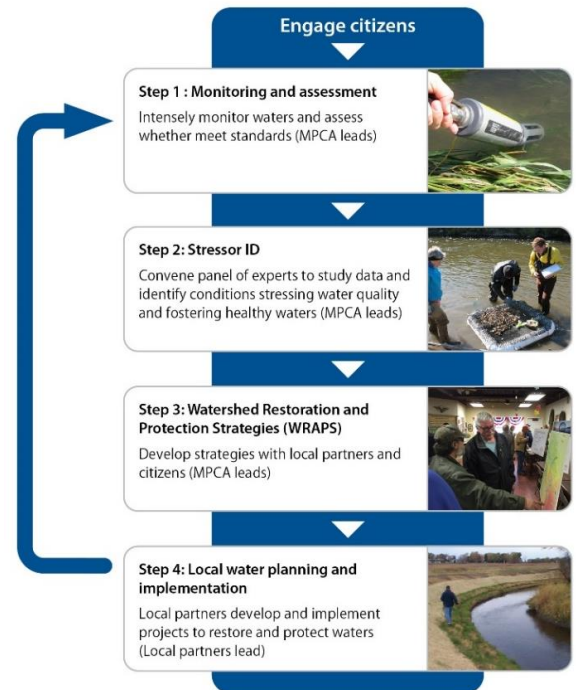 Engage citizens
Step 1 : Monitoring and assessment
Intensely monitor waters and assess
whether meet standards (MPCA leads)
Step 2: Stressor ID
Convene panel of experts to study data and
identify conditions stressing water quality
and fostering healthy waters (MPCA leads)
Step 3: Watershed Restoration and
Protection Strategies (WRAPS)
Develop strategies with local partners and
citizens (MPCA leads)
Step 4: Local water planning and
implementation
Local partners develop and implement
projects to restore and protect waters
(Local partners lead)